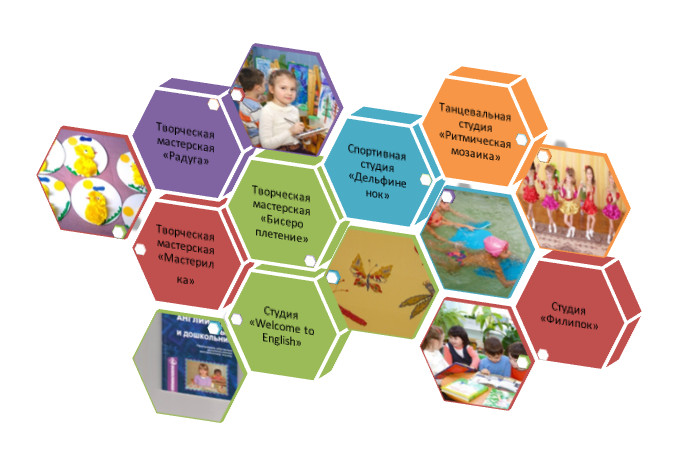 Творческая
мастерская
«Радуга»
Танцевальная
студия
«Ритмическая
мозаика»
Спортивная
студия
«Дельфине
нок»
Творческая
мастерская
«Бисеро
плетение»
Творческая
мастерская
«Мастерил
ка»
Студия
«Welcome to
English»
Студия
«Филипок»
И ДОШКОЛЬНИ